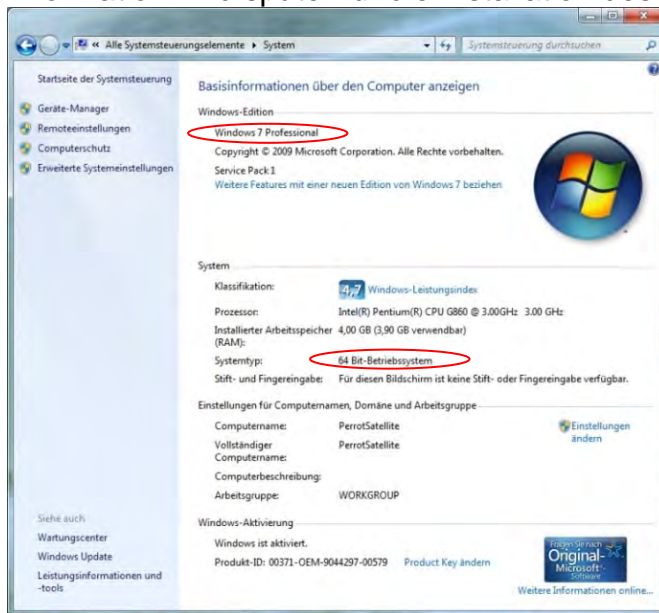 Alle Systemsteuerungselemente System Systemsteuerung durchsuchen
Startseite der Systemsteuerung
Geräte-Manager
Remoteeinstellungen
Computerschutz
Erweiterte Systemeinstellungen
Siehe auch
Wartungscenter
Windows Update
Leistungsinformationen und
-tools
Basisinformationen über den Computer anzeigen
Windows-Edition
Windows 7 Professional
Copyright © 2009 Microsoft Corporation. Alle Rechte vorbehalten.
Service Pack 1
Weitere Features mit einer neuen Edition von Windows 7 beziehen
System
Klassifikation: 4,7 Windows-Leistungsindex
Prozessor: Intel(R) Pentium(R) CPU G860 @ 3.00GHz 3.00 GHz
Installierter Arbeitsspeicher 4,00 GB (3,90 GB verwendbar)
(RAM):
Systemtyp: 64 Bit-Betriebssystem
Stift- und Fingereingabe: Für diesen Bildschirm ist keine Stift- oder Fingereingabe verfügbar.
Einstellungen für Computernamen, Domäne und Arbeitsgruppe
Computername: PerrotSatellite Einstellungen
ändern
Vollständiger PerrotSatellite
Computername:
Computerbeschreibung:
Arbeitsgruppe: WORKGROUP
Windows-Aktivierung
Windows ist aktiviert.
Produkt-ID: 00371-OEM-9044297-00579 Product Key ändern
Fragen Sie nach
Original-
Microsoft®-
Software
Weitere Informationen online...